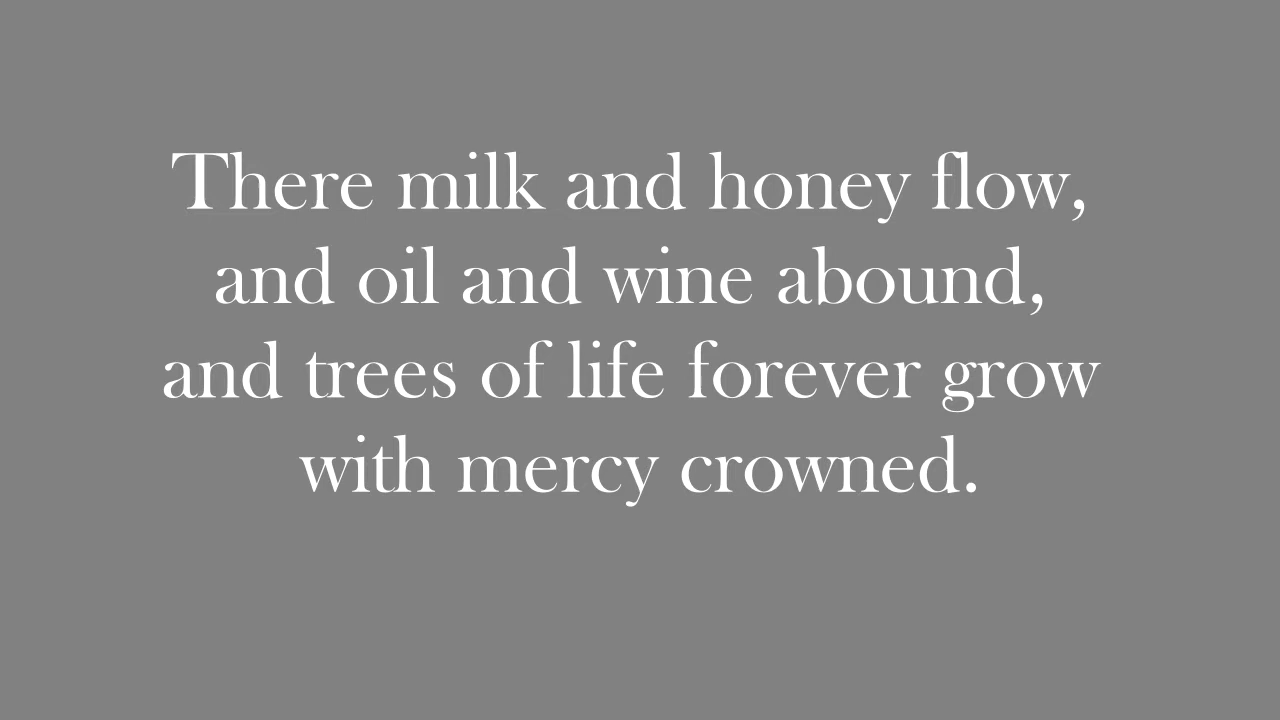 There milk and honey flow,
and oil and wine abound,
and trees of life forever grow
with mercy crowned.